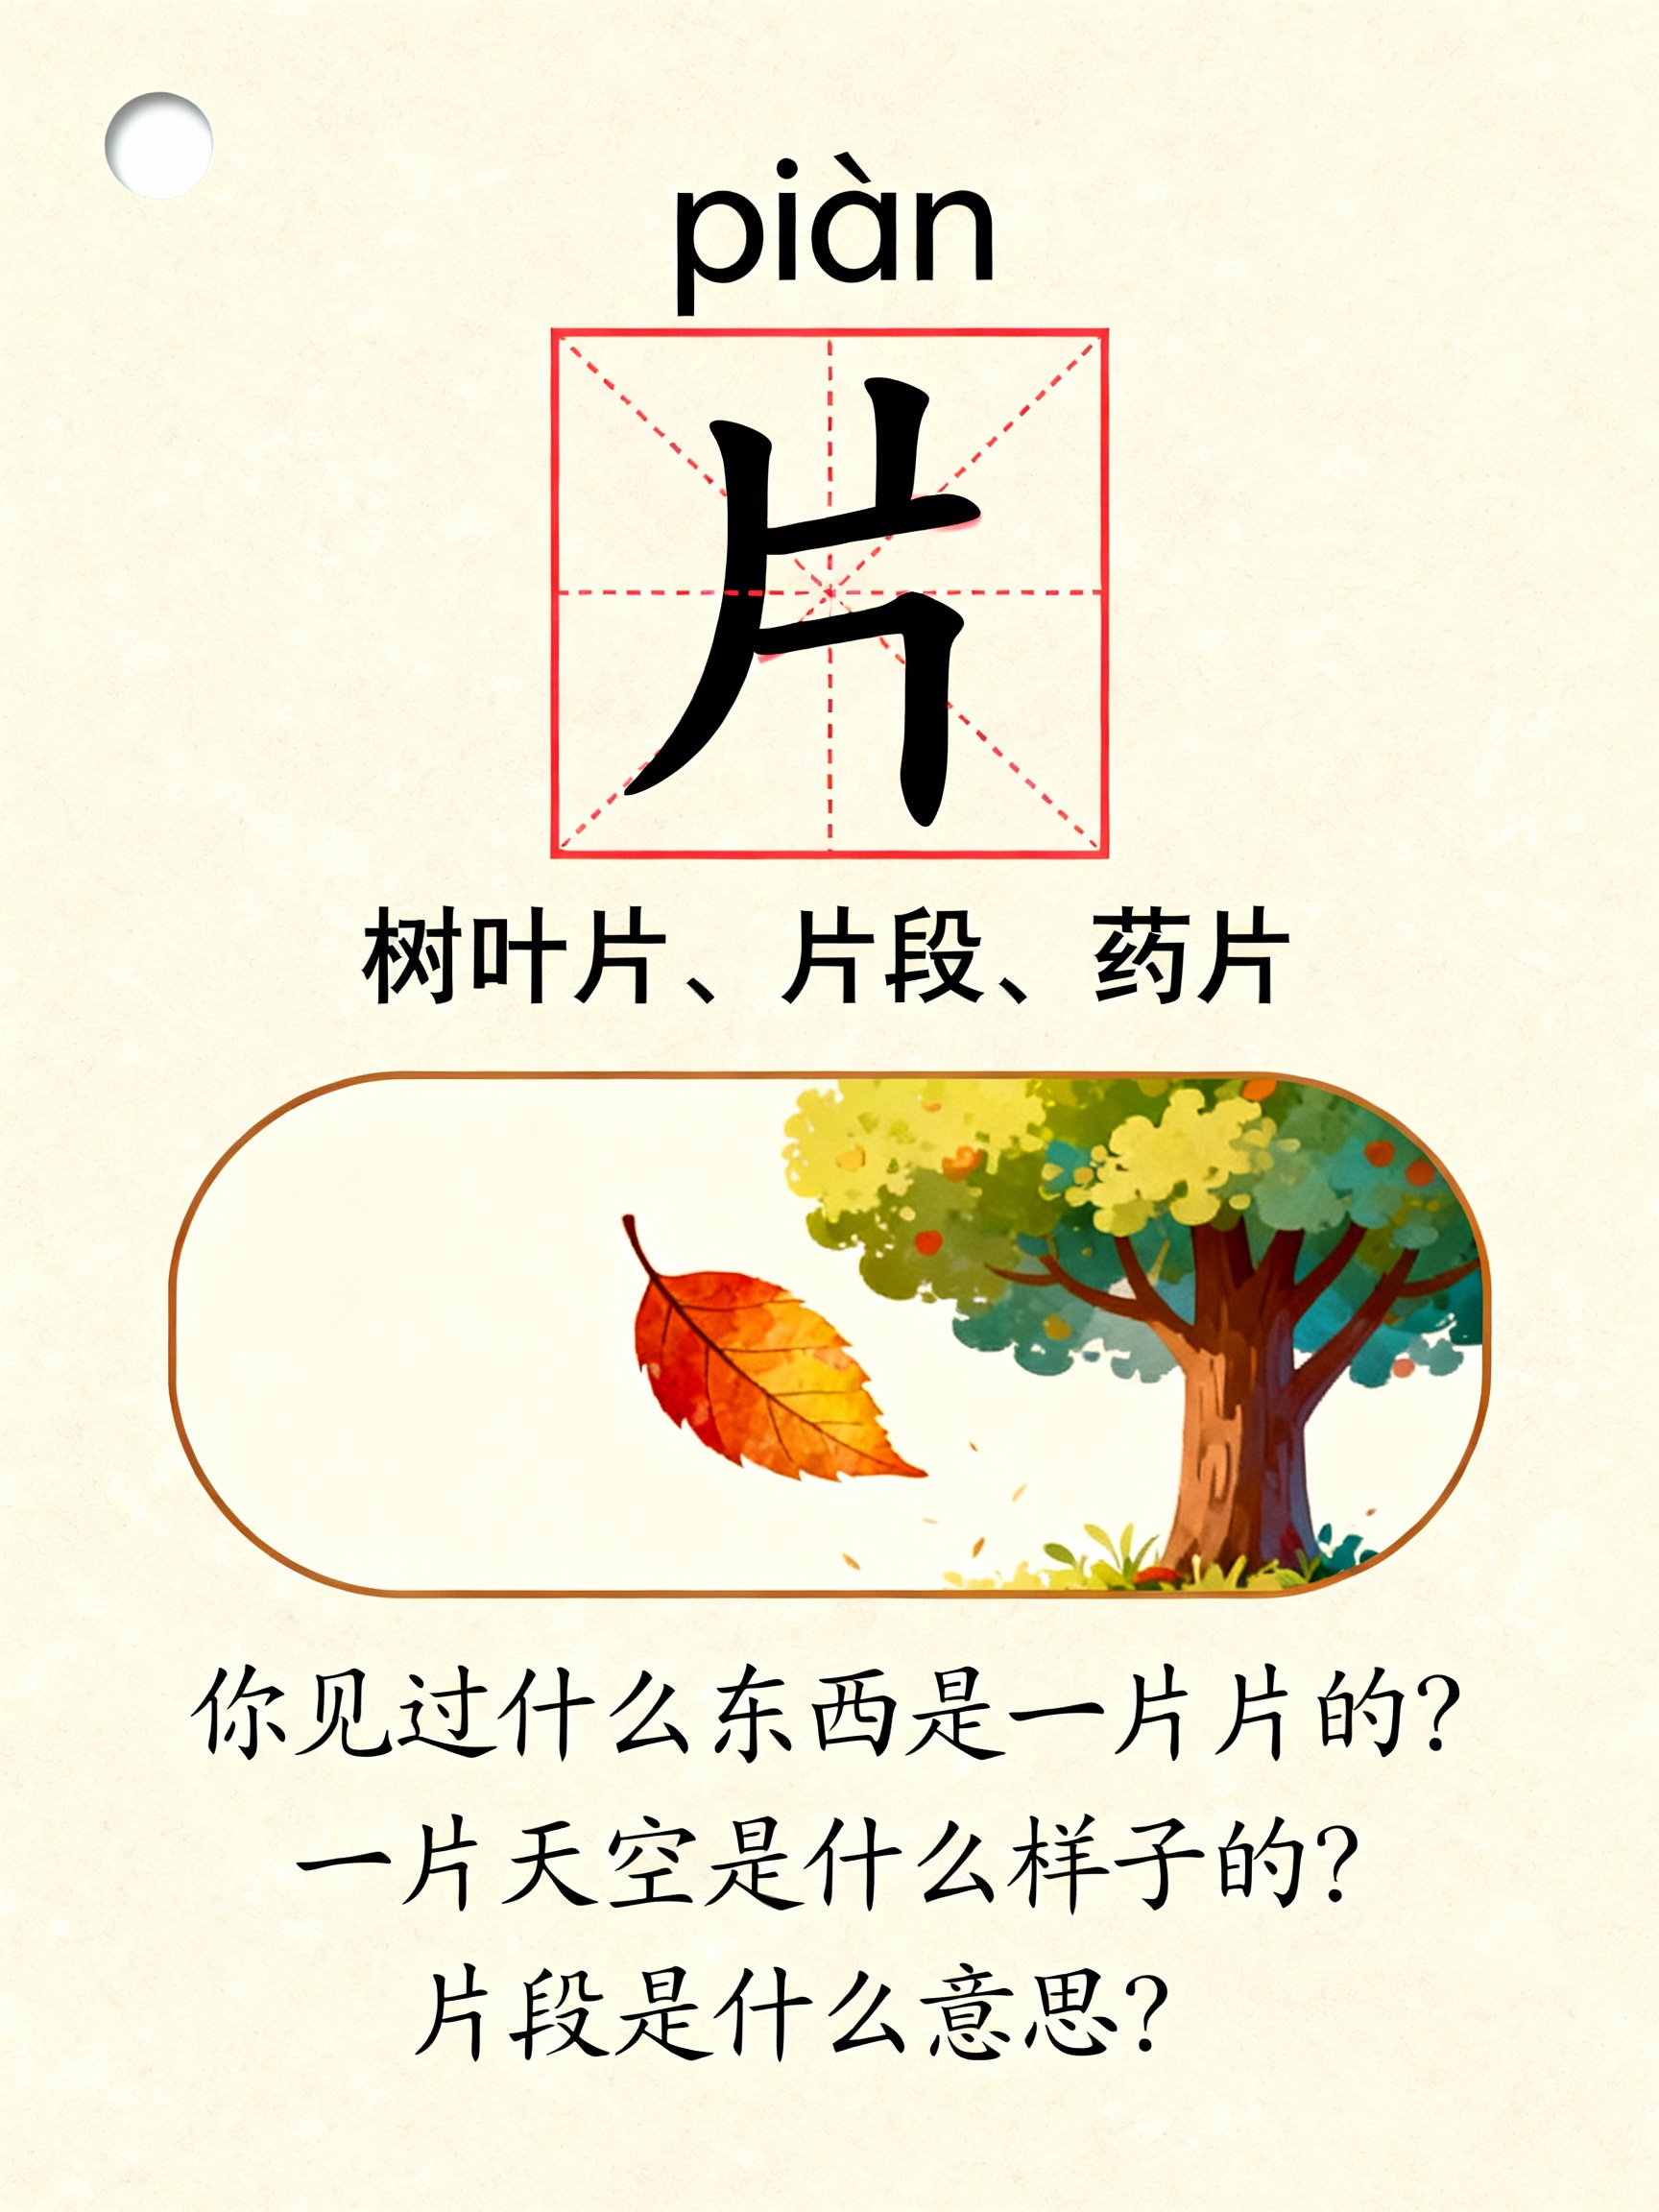 piàn
片
树叶片、片段、药片
你见过什么东西是一片片的？
一片天空是什么样子的？
片段是什么意思？